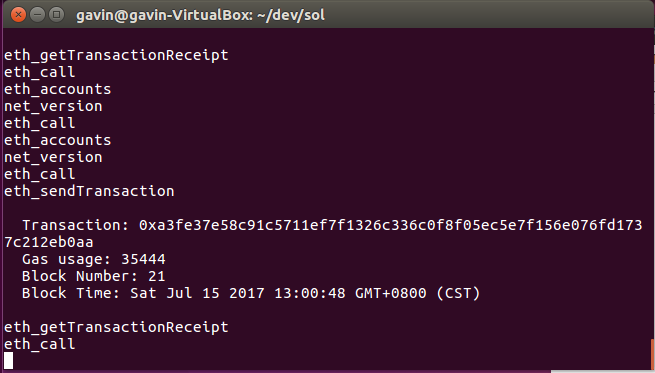 gavin@gavin-VirtualBox: ~/dev/sol
eth_getTransactionReceipt
eth_call
eth_accounts
net_version
eth_call
eth_accounts
net_version
eth_call
eth_sendTransaction
Transaction: 0xa3fe37e58c91c5711ef7f1326c336c0f8f05ec5e7f156e076fd173
7c212eb0aa
Gas usage: 35444
Block Number: 21
Block Time: Sat Jul 15 2017 13:00:48 GMT+0800 (CST)
eth_getTransactionReceipt
eth_call